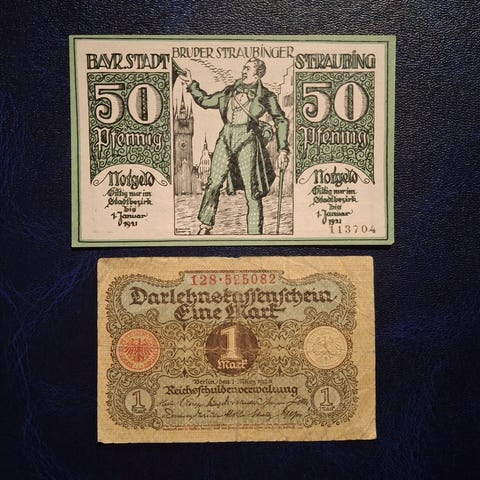 BRUDER STRAUBINGER
BAYR. STADT
STRAUBING
50
50
Pfennig
Pfennig
Notgeld
Gültig nur im
Stadtbezirk
bis
1. Januar
1921
Notgeld
Gültig nur im
Stadtbezirk
bis
1. Januar
1921
113704
128·525082
Darlehnskassenschein
Eine Mark
1
Mark
Berlin, den 1. März 1920
Reichsschuldenverwaltung
1
1